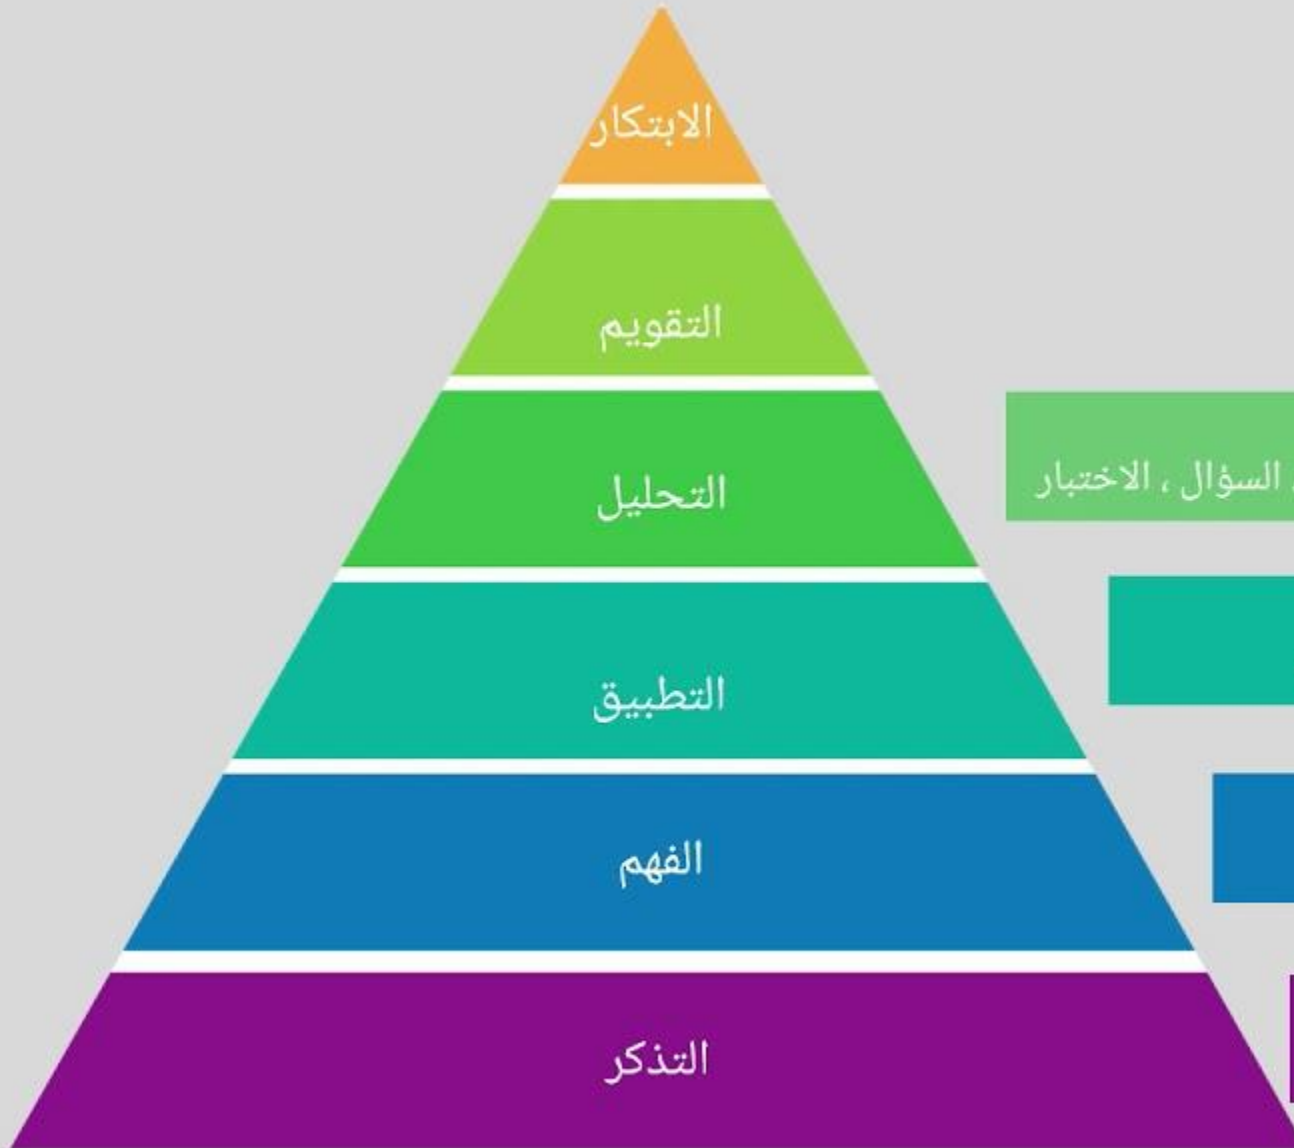 الابتكار
التقويم
التحليل
السؤال ، الاختبار
التطبيق
الفهم
التذكر